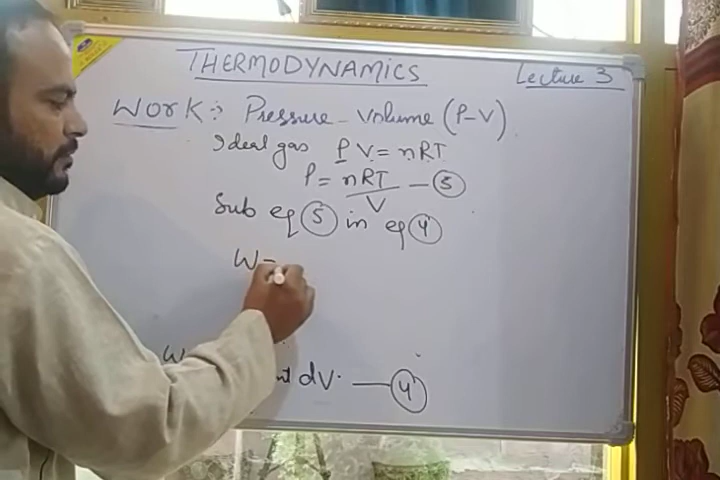 THERMODYNAMICS
Lecture 3
WORK :- Pressure - Volume (P-V)
Ideal gas PV = nRT
P = nRT/V — 5
Sub eq 5 in eq 4
W =
W
dV. — 4